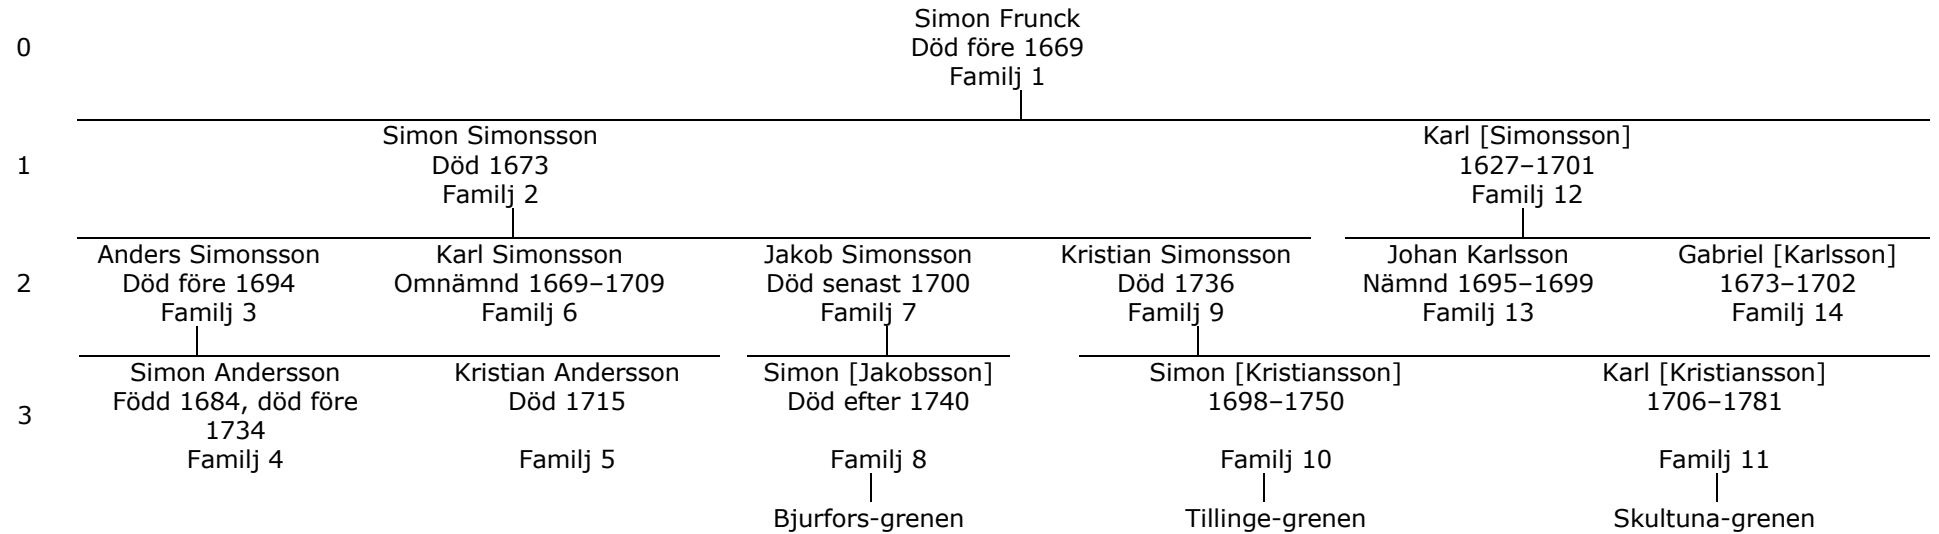 Simon Frunck
0
Död före 1669
Familj 1
Simon Simonsson
Karl [Simonsson]
1
Död 1673
1627–1701
Familj 2
Familj 12
Anders Simonsson
Karl Simonsson
Jakob Simonsson
Kristian Simonsson
Johan Karlsson
Gabriel [Karlsson]
2
Död före 1694
Omnämnd 1669–1709
Död senast 1700
Död 1736
Nämnd 1695–1699
1673–1702
Familj 3
Familj 6
Familj 7
Familj 9
Familj 13
Familj 14
Simon Andersson
Kristian Andersson
Simon [Jakobsson]
Simon [Kristiansson]
Karl [Kristiansson]
3
Född 1684, död före
1734
Död 1715
Död efter 1740
1698–1750
1706–1781
Familj 4
Familj 5
Familj 8
Familj 10
Familj 11
Bjurfors-grenen
Tillinge-grenen
Skultuna-grenen